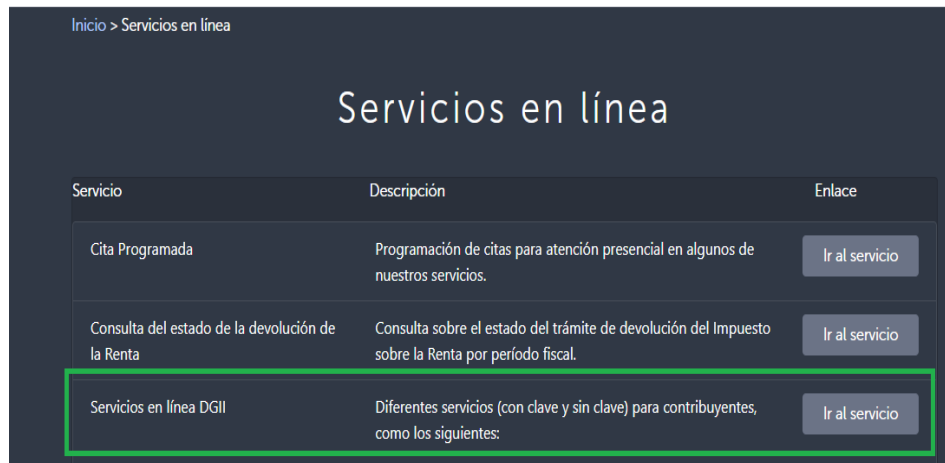 Inicio > Servicios en línea
Servicios en línea
Servicio Descripción Enlace
Cita Programada Programación de citas para atención presencial en algunos de Ir al servicio
nuestros servicios.
Consulta del estado de la devolución de Consulta sobre el estado del trámite de devolución del Impuesto Ir al servicio
la Renta sobre la Renta por período fiscal.
Servicios en línea DGII Diferentes servicios (con clave y sin clave) para contribuyentes, Ir al servicio
como los siguientes: